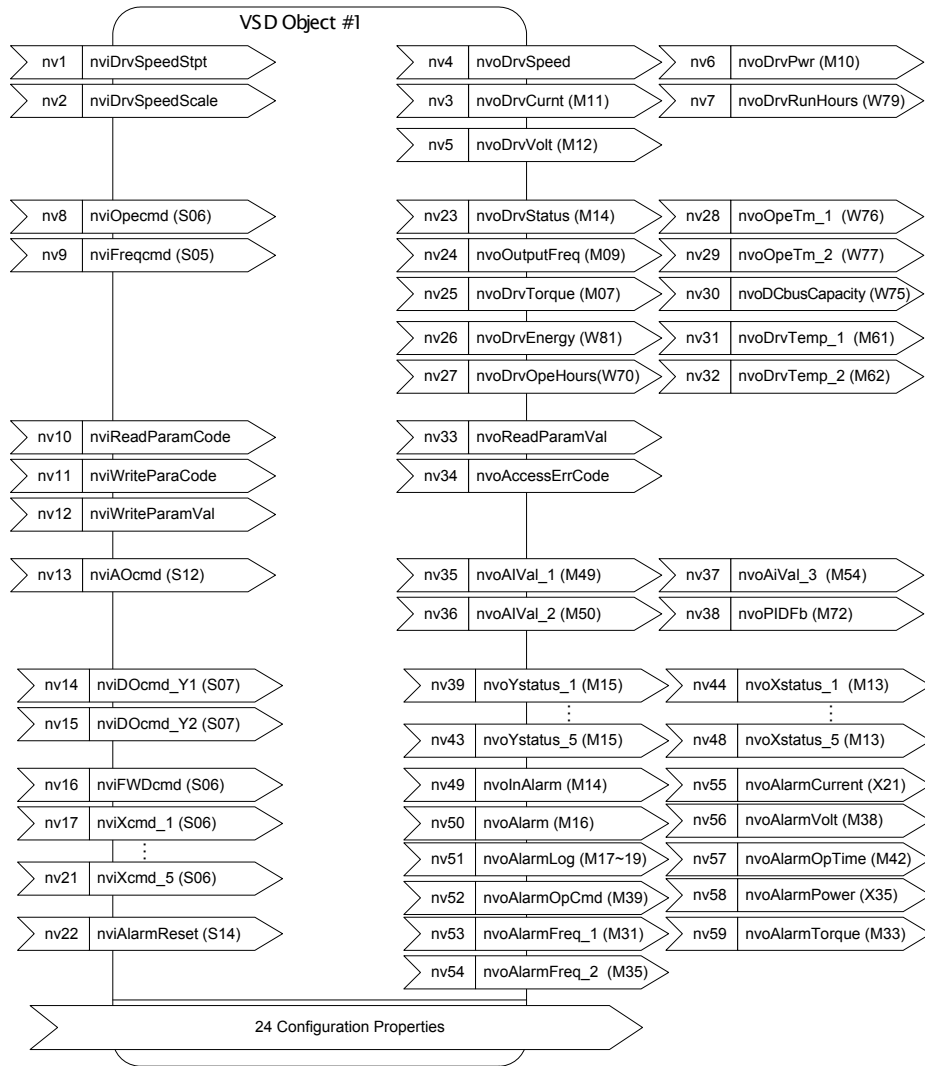 VSD Object #1
nv1 nviDrvSpeedStpt nv4 nvoDrvSpeed nv6 nvoDrvPwr (M10)
nv2 nviDrvSpeedScale nv3 nvoDrvCurnt (M11) nv7 nvoDrvRunHours (W79)
nv5 nvoDrvVolt (M12)
nv8 nviOpecmd (S06) nv23 nvoDrvStatus (M14) nv28 nvoOpeTm_1 (W76)
nv9 nviFreqcmd (S05) nv24 nvoOutputFreq (M09) nv29 nvoOpeTm_2 (W77)
nv25 nvoDrvTorque (M07) nv30 nvoDCbusCapacity (W75)
nv26 nvoDrvEnergy (W81) nv31 nvoDrvTemp_1 (M61)
nv27 nvoDrvOpeHours(W70) nv32 nvoDrvTemp_2 (M62)
nv10 nviReadParamCode nv33 nvoReadParamVal
nv11 nviWriteParaCode nv34 nvoAccessErrCode
nv12 nviWriteParamVal
nv13 nviAOcmd (S12) nv35 nvoAIVal_1 (M49) nv37 nvoAiVal_3 (M54)
nv36 nvoAIVal_2 (M50) nv38 nvoPIDFb (M72)
nv14 nviDOcmd_Y1 (S07) nv39 nvoYstatus_1 (M15) nv44 nvoXstatus_1 (M13)
nv15 nviDOcmd_Y2 (S07)
nv43 nvoYstatus_5 (M15) nv48 nvoXstatus_5 (M13)
nv16 nviFWDcmd (S06) nv49 nvoInAlarm (M14) nv55 nvoAlarmCurrent (X21)
nv17 nviXcmd_1 (S06) nv50 nvoAlarm (M16) nv56 nvoAlarmVolt (M38)
nv51 nvoAlarmLog (M17~19) nv57 nvoAlarmOpTime (M42)
nv21 nviXcmd_5 (S06) nv52 nvoAlarmOpCmd (M39) nv58 nvoAlarmPower (X35)
nv22 nviAlarmReset (S14) nv53 nvoAlarmFreq_1 (M31) nv59 nvoAlarmTorque (M33)
nv54 nvoAlarmFreq_2 (M35)
24 Configuration Properties